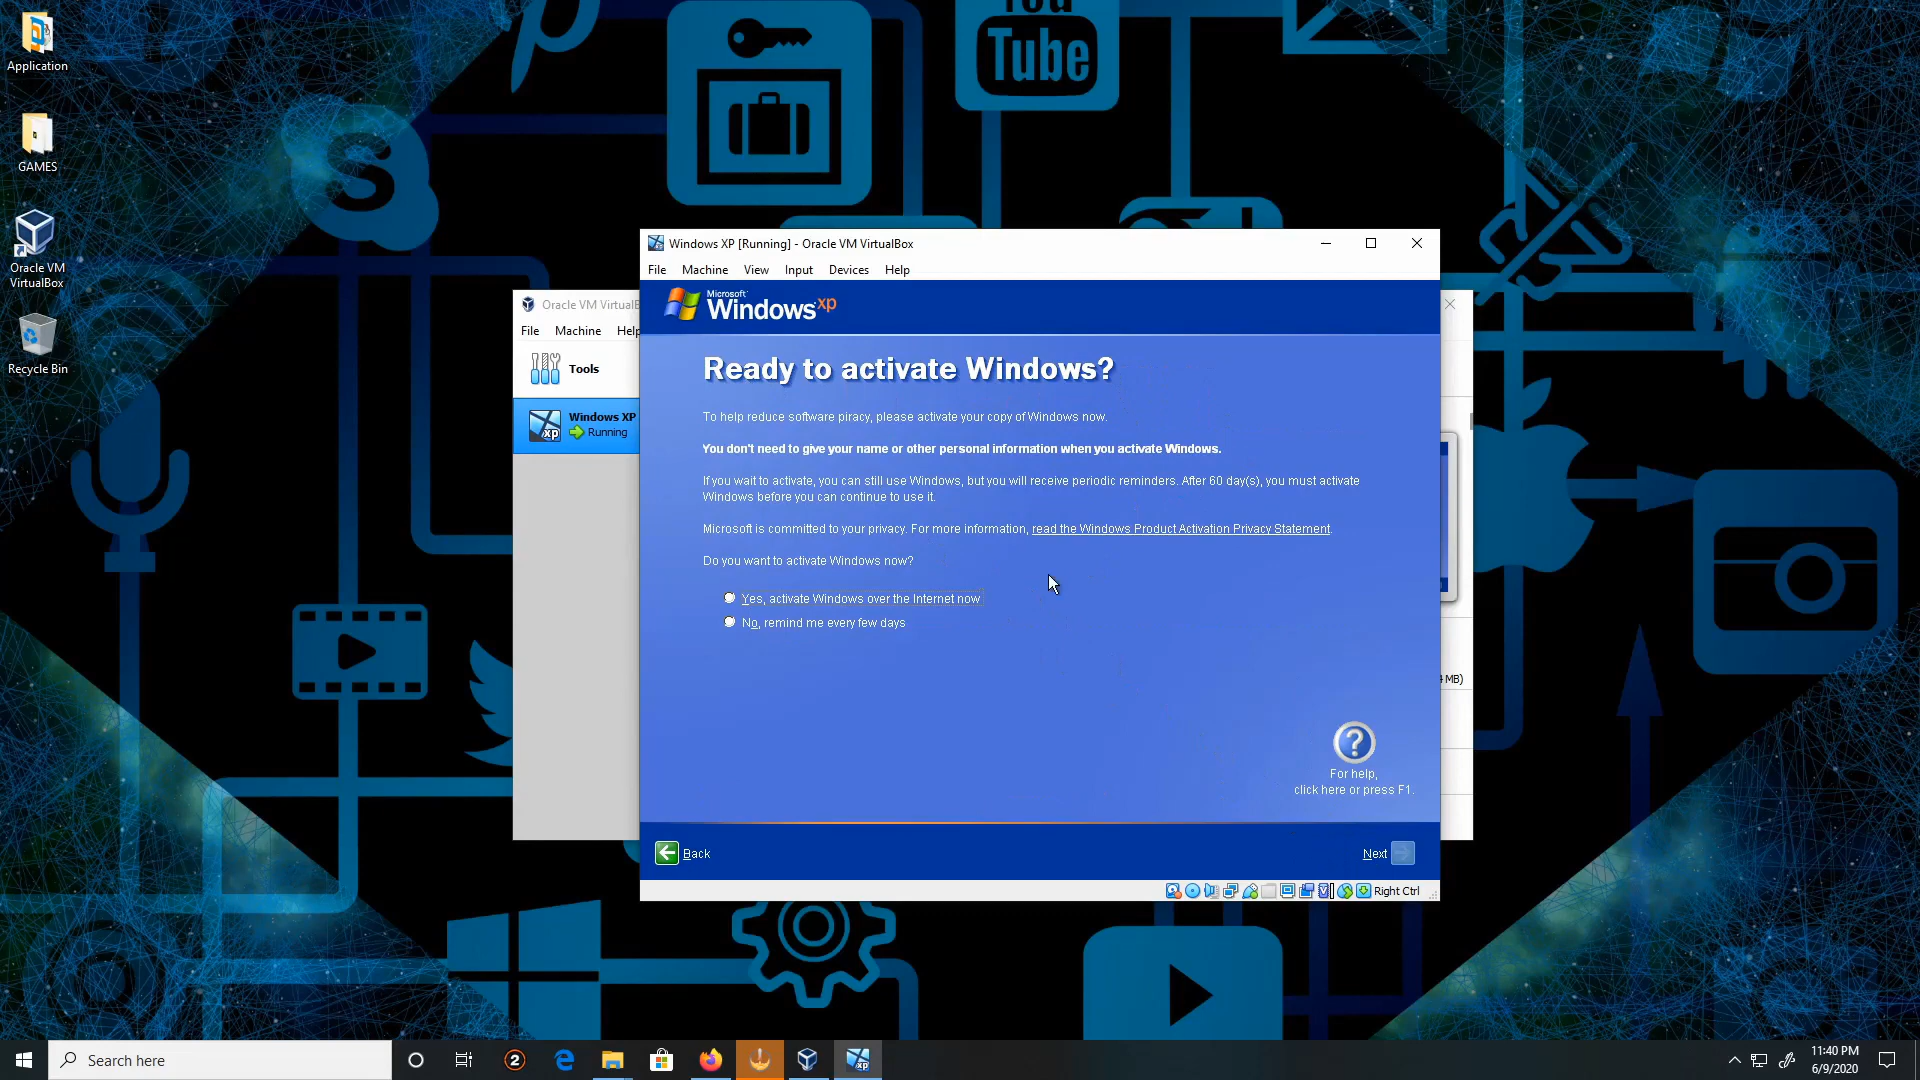 Application
GAMES
Oracle VM
VirtualBox
Recycle Bin
You
Tube
Oracle VM VirtualB
File Machine Help
Tools
Windows XP
Running
Windows XP [Running] - Oracle VM VirtualBox
File Machine View Input Devices Help
Microsoft
Windows xp
Ready to activate Windows?
To help reduce software piracy, please activate your copy of Windows now.
You don't need to give your name or other personal information when you activate Windows.
If you wait to activate, you can still use Windows, but you will receive periodic reminders. After 60 day(s), you must activate
Windows before you can continue to use it.
Microsoft is committed to your privacy. For more information, read the Windows Product Activation Privacy Statement.
Do you want to activate Windows now?
Yes, activate Windows over the Internet now
No, remind me every few days
MB)
For help,
click here or press F1.
Back
Next
Right Ctrl
Search here
2
xp
11:40 PM
6/9/2020